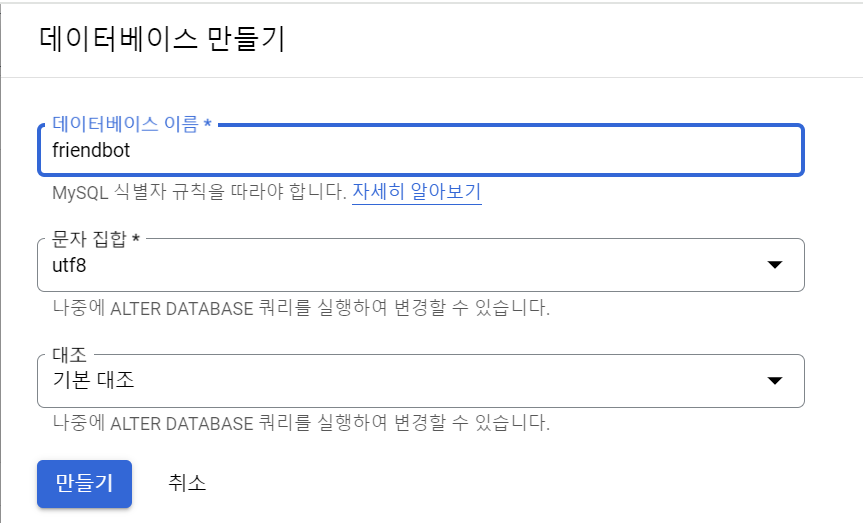 데이터베이스 만들기
데이터베이스 이름 *
friendbot
MySQL 식별자 규칙을 따라야 합니다. 자세히 알아보기
문자 집합 *
utf8
나중에 ALTER DATABASE 쿼리를 실행하여 변경할 수 있습니다.
대조
기본 대조
나중에 ALTER DATABASE 쿼리를 실행하여 변경할 수 있습니다.
만들기 취소